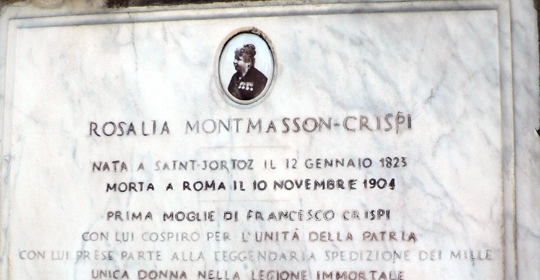 ROSALIA MONTMASSON-CRISPI
NATA A SAINT-JORIOZ IL 12 GENNAIO 1823
MORTA A ROMA IL 10 NOVEMBRE 1904
PRIMA MOGLIE DI FRANCESCO CRISPI
CON LUI COSPIRÒ PER L'UNITÀ DELLA PATRIA
CON LUI PRESE PARTE ALLA LEGGENDARIA SPEDIZIONE DEI MILLE
UNICA DONNA NELLA LEGIONE IMMORTALE